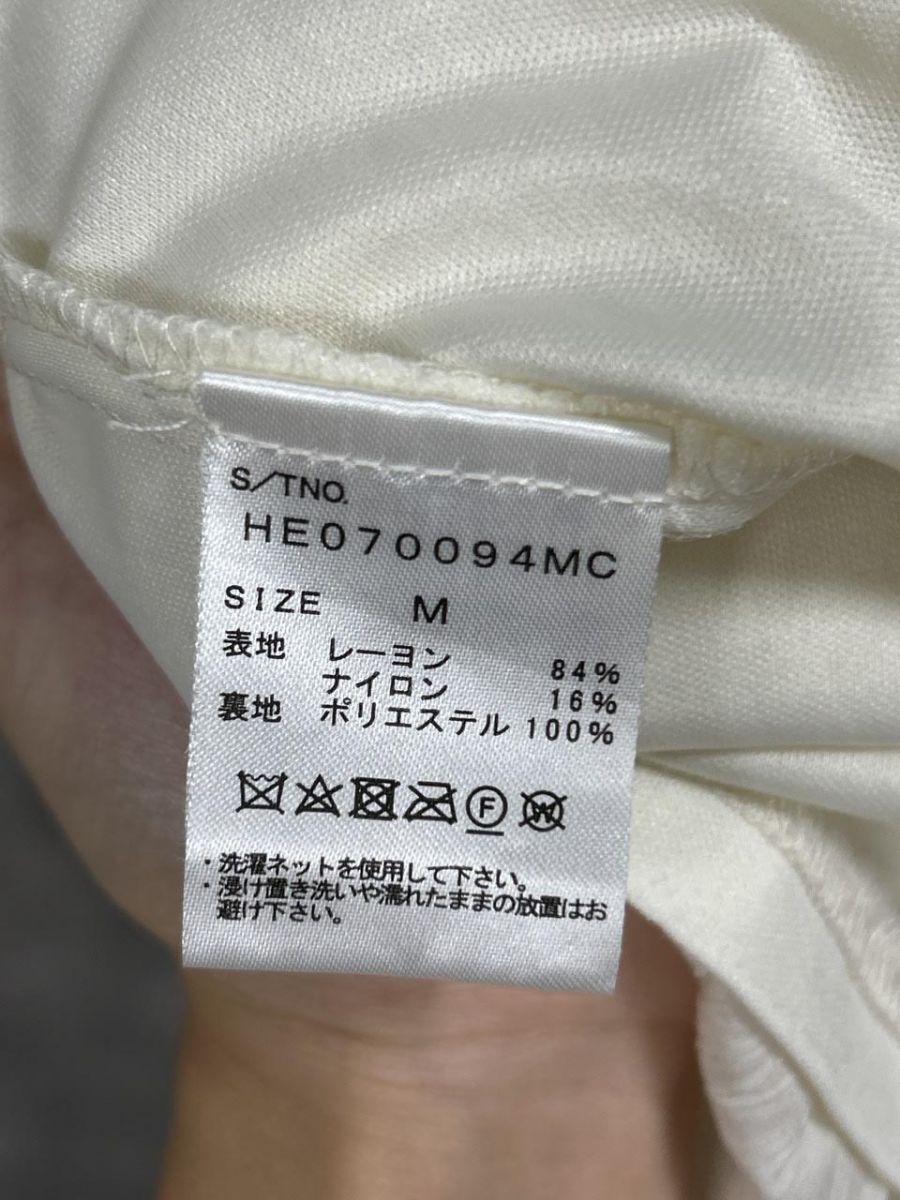 S/TNO.
HE070094MC
SIZE M
表地 レーヨン 84%
ナイロン 16%
裏地 ポリエステル 100%
F W
・洗濯ネットを使用して下さい。
・浸け置き洗いや濡れたままの放置はお
避け下さい。